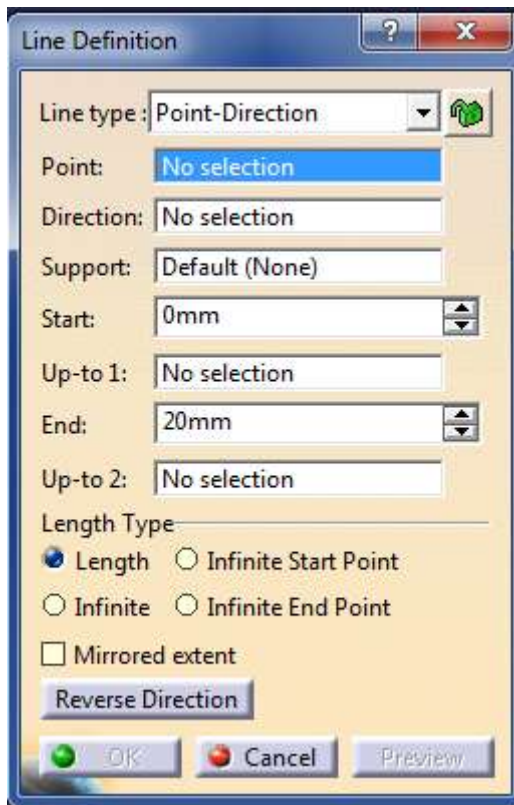 Line Definition
?
Line type : Point-Direction
Point: No selection
Direction: No selection
Support: Default (None)
Start: 0mm
Up-to 1: No selection
End: 20mm
Up-to 2: No selection
Length Type
Length Infinite Start Point
Infinite Infinite End Point
Mirrored extent
Reverse Direction
OK Cancel Preview